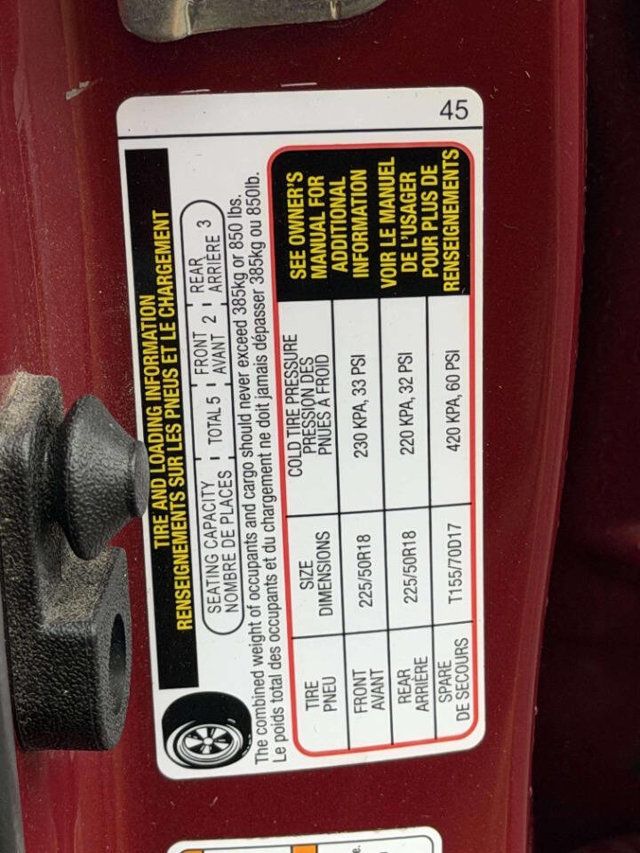 45
TIRE AND LOADING INFORMATION
RENSEIGNEMENTS SUR LES PNEUS ET LE CHARGEMENT
SEATING CAPACITY
NOMBRE DE PLACES
TOTAL 5
FRONT
AVANT 2
REAR
ARRIÈRE 3
The combined weight of occupants and cargo should never exceed 385kg or 850 lbs.
Le poids total des occupants et du chargement ne doit jamais dépasser 385kg ou 850lb.
TIRE
PNEU
SIZE
DIMENSIONS
COLD TIRE PRESSURE
PRESSION DES
PNUES À FROID
FRONT
AVANT
225/50R18
230 KPA, 33 PSI
REAR
ARRIÈRE
225/50R18
220 KPA, 32 PSI
SPARE
DE SECOURS
T155/70D17
420 KPA, 60 PSI
SEE OWNER'S
MANUAL FOR
ADDITIONAL
INFORMATION
VOIR LE MANUEL
DE L'USAGER
POUR PLUS DE
RENSEIGNEMENTS